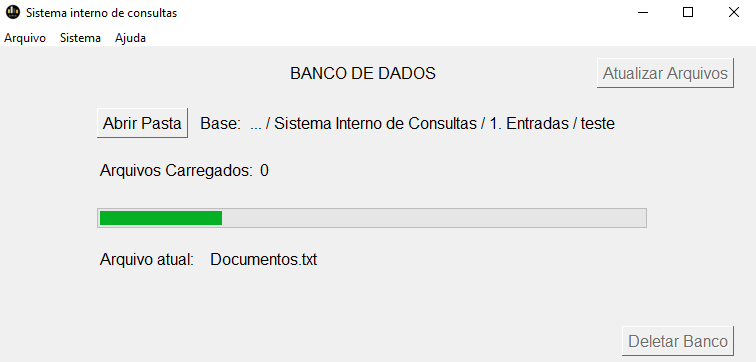 Sistema interno de consultas
Arquivo Sistema Ajuda
BANCO DE DADOS
Atualizar Arquivos
Abrir Pasta Base: ... / Sistema Interno de Consultas / 1. Entradas / teste
Arquivos Carregados: 0
Arquivo atual: Documentos.txt
Deletar Banco